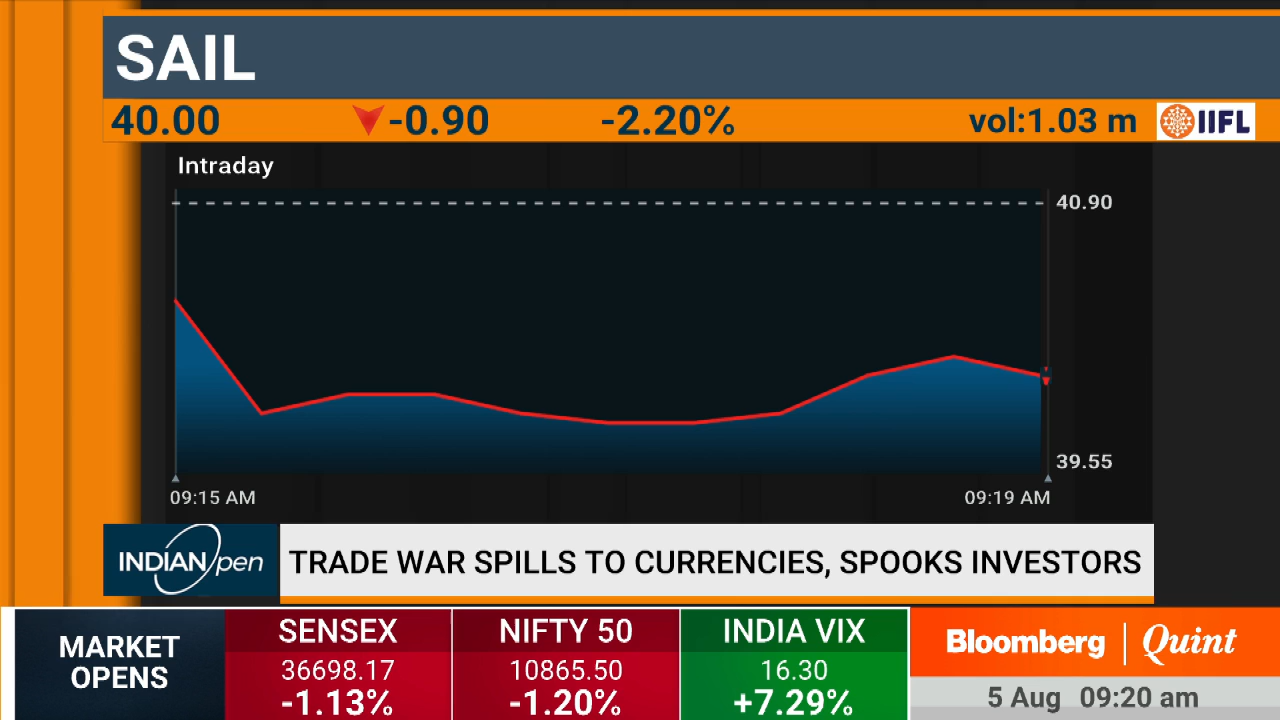 SAIL
40.00 -0.90 -2.20% vol:1.03 m IIFL
Intraday
40.90
39.55
09:15 AM 09:19 AM
INDIAN Open TRADE WAR SPILLS TO CURRENCIES, SPOOKS INVESTORS
MARKET OPENS
SENSEX
36698.17
-1.13%
NIFTY 50
10865.50
-1.20%
INDIA VIX
16.30
+7.29%
Bloomberg | Quint
5 Aug 09:20 am